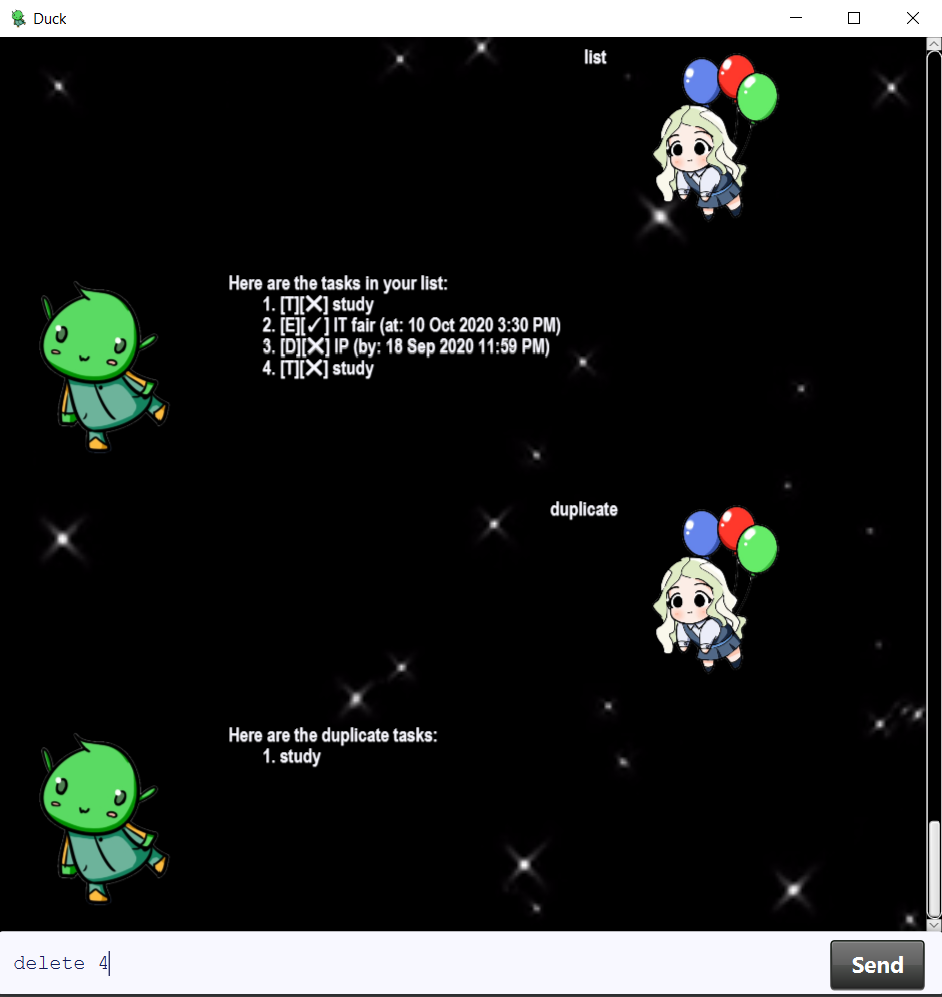 Duck
list
Here are the tasks in your list:
1. [T][✗] study
2. [E][✓] IT fair (at: 10 Oct 2020 3:30 PM)
3. [D][✗] IP (by: 18 Sep 2020 11:59 PM)
4. [T][✗] study
duplicate
Here are the duplicate tasks:
1. study
delete 4
Send